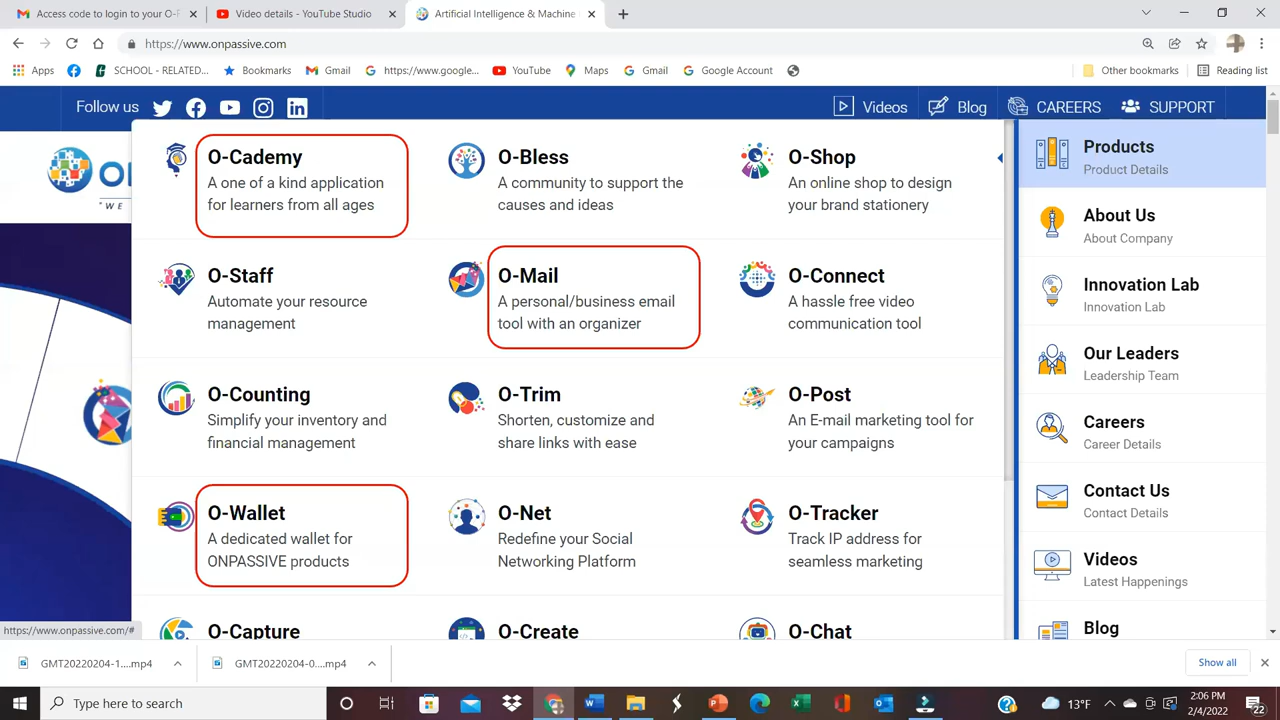 Access code to login to your O-F
Video details - YouTube Studio
Artificial Intelligence & Machine
https://www.onpassive.com
Apps
SCHOOL - RELATED...
Bookmarks
Gmail
https://www.google...
YouTube
Maps
Gmail
Google Account
Other bookmarks
Reading list
Follow us
Videos
Blog
CAREERS
SUPPORT
O-Cademy
A one of a kind application
for learners from all ages
O-Bless
A community to support the
causes and ideas
O-Shop
An online shop to design
your brand stationery
O-Staff
Automate your resource
management
O-Mail
A personal/business email
tool with an organizer
O-Connect
A hassle free video
communication tool
O-Counting
Simplify your inventory and
financial management
O-Trim
Shorten, customize and
share links with ease
O-Post
An E-mail marketing tool for
your campaigns
O-Wallet
A dedicated wallet for
ONPASSIVE products
O-Net
Redefine your Social
Networking Platform
O-Tracker
Track IP address for
seamless marketing
O-Capture
O-Create
O-Chat
Products
Product Details
About Us
About Company
Innovation Lab
Innovation Lab
Our Leaders
Leadership Team
Careers
Career Details
Contact Us
Contact Details
Videos
Latest Happenings
Blog
"WE
https://www.onpassive.com/#
GMT20220204-1....mp4
GMT20220204-0....mp4
Show all
Type here to search
13°F
2:06 PM
2/4/2022
22